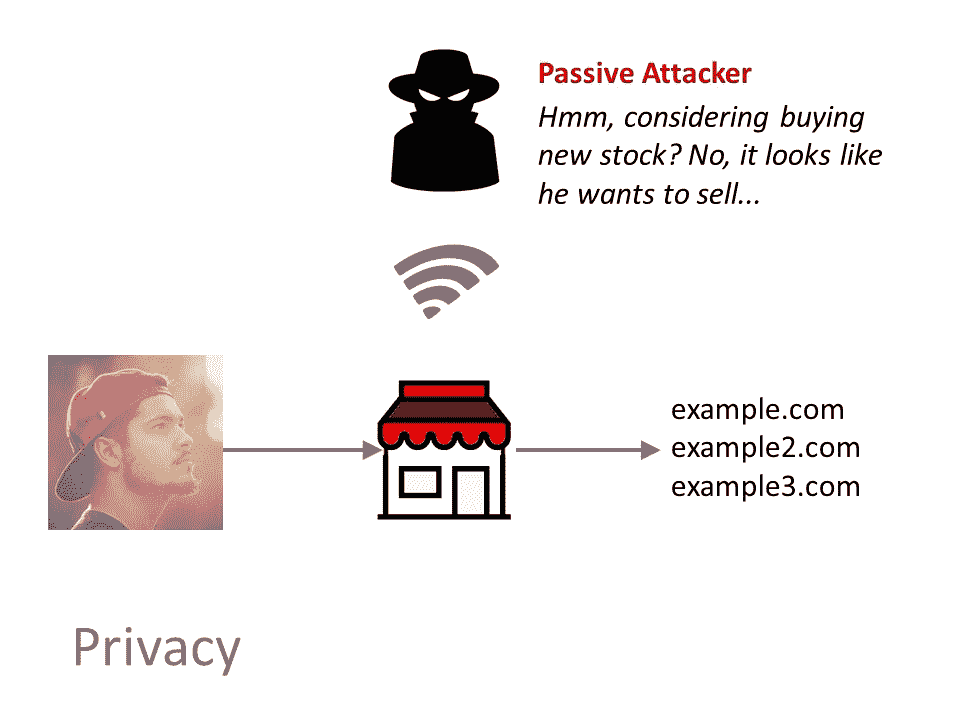 Passive Attacker
Hmm, considering buying
new stock? No, it looks like
he wants to sell...
example.com
example2.com
example3.com
Privacy